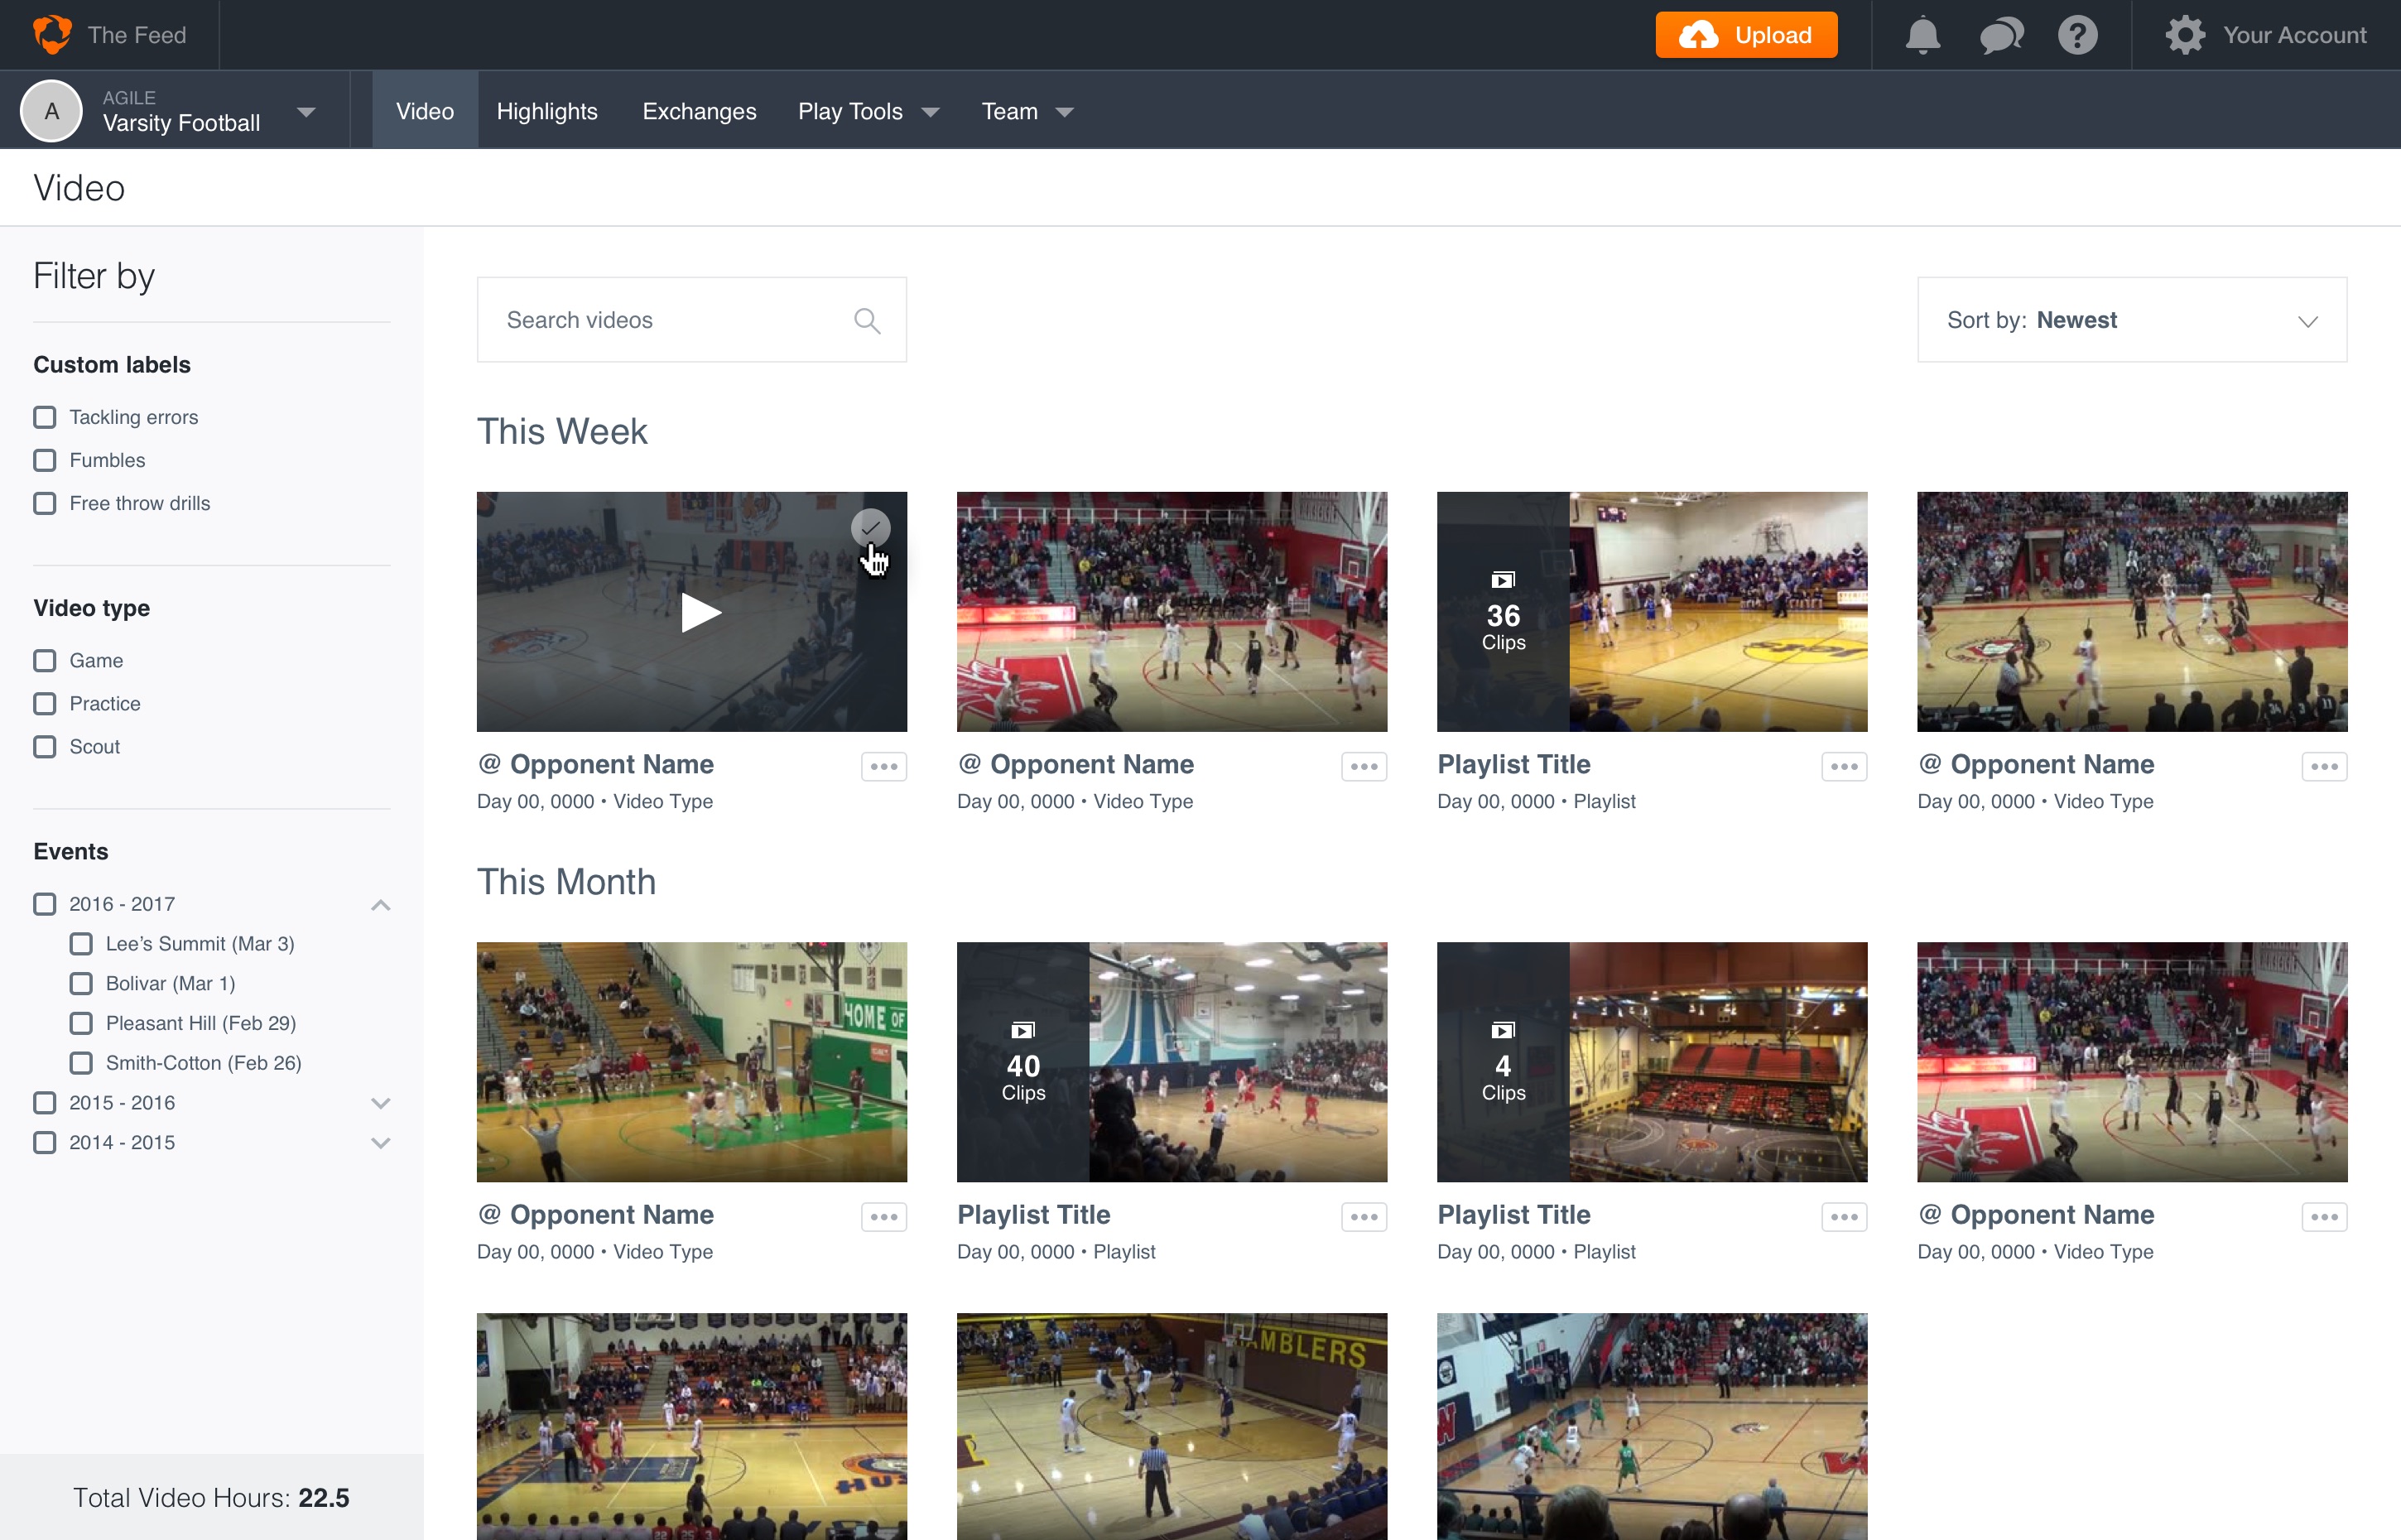 The Feed
Upload
Your Account
A
AGILE
Varsity Football
Video
Highlights
Exchanges
Play Tools
Team
Video
Filter by
Custom labels
Tackling errors
Fumbles
Free throw drills
Video type
Game
Practice
Scout
Events
2016 - 2017
Lee’s Summit (Mar 3)
Bolivar (Mar 1)
Pleasant Hill (Feb 29)
Smith-Cotton (Feb 26)
2015 - 2016
2014 - 2015
Total Video Hours: 22.5
Search videos
Sort by: Newest
This Week
36
Clips
@ Opponent Name
Day 00, 0000 • Video Type
@ Opponent Name
Day 00, 0000 • Video Type
Playlist Title
Day 00, 0000 • Playlist
@ Opponent Name
Day 00, 0000 • Video Type
This Month
HOME OF
40
Clips
4
Clips
@ Opponent Name
Day 00, 0000 • Video Type
Playlist Title
Day 00, 0000 • Playlist
Playlist Title
Day 00, 0000 • Playlist
@ Opponent Name
Day 00, 0000 • Video Type
MBLERS